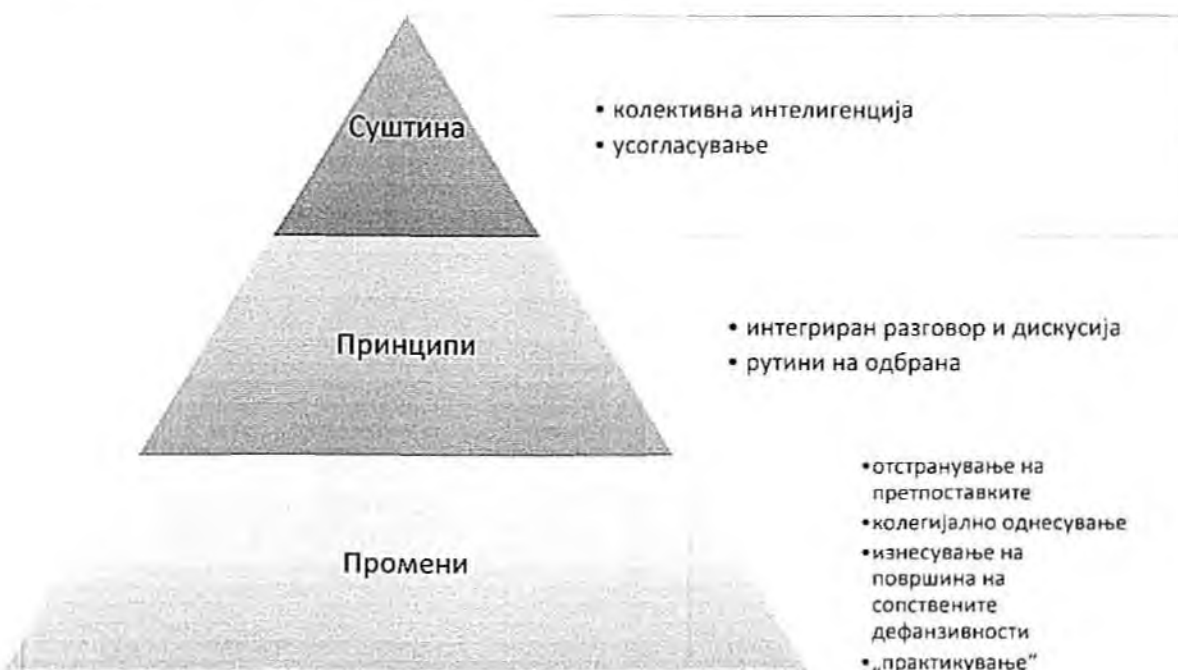 Суштина
• колективна интелигенција
• усогласување
Принципи
• интегриран разговор и дискусија
• рутини на одбрана
Промени
•отстранување на
претпоставките
•колегијално однесување
•изнесување на
површина на
сопствените
дефанзивности
•„практикување“